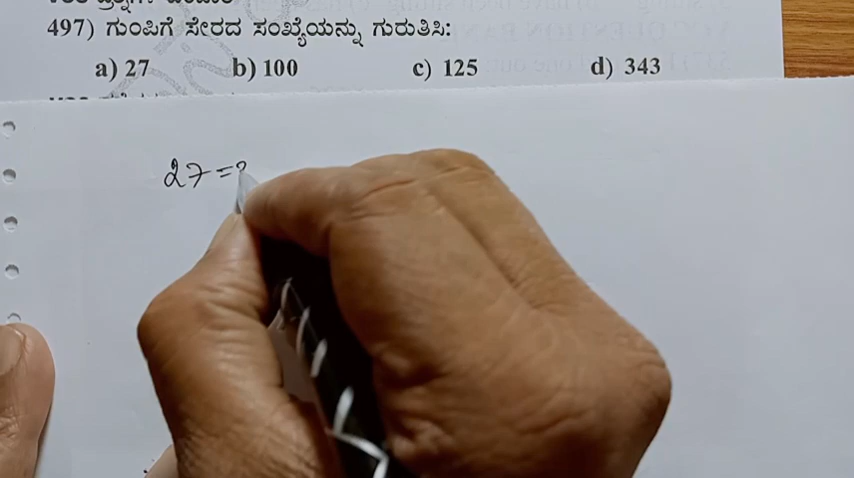 497) ಗುಂಪಿಗೆ ಸೇರದ ಸಂಖ್ಯೆಯನ್ನು ಗುರುತಿಸಿ:
a) 27 b) 100 c) 125 d) 343
27 =